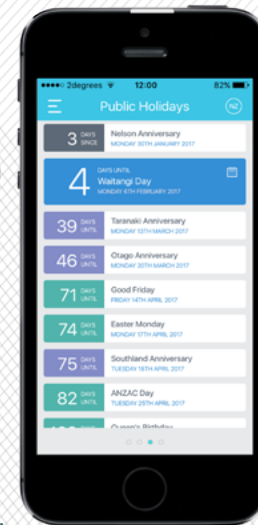 2degrees 12:00 82%
Public Holidays NZ
3 DAYS SINCE
Nelson Anniversary
MONDAY 30TH JANUARY 2017
4 DAYS UNTIL
Waitangi Day
MONDAY 6TH FEBRUARY 2017
39 DAYS UNTIL
Taranaki Anniversary
MONDAY 13TH MARCH 2017
46 DAYS UNTIL
Otago Anniversary
MONDAY 20TH MARCH 2017
71 DAYS UNTIL
Good Friday
FRIDAY 14TH APRIL 2017
74 DAYS UNTIL
Easter Monday
MONDAY 17TH APRIL 2017
75 DAYS UNTIL
Southland Anniversary
TUESDAY 18TH APRIL 2017
82 DAYS UNTIL
ANZAC Day
TUESDAY 25TH APRIL 2017
Queen's Birthday